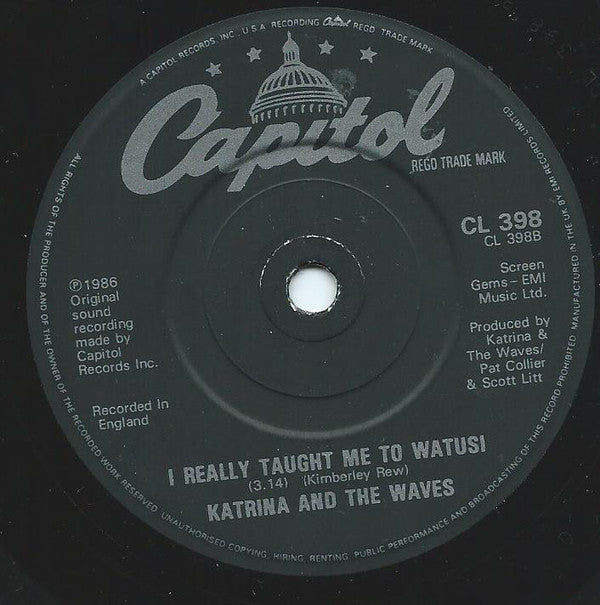 A CAPITOL RECORDS, INC., U.S.A. RECORDING Capitol REGD. TRADE MARK
Capitol
REGD TRADE MARK
CL 398
CL 398B
℗1986
Original
sound
recording
made by
Capitol
Records Inc.
Recorded In
England
Screen
Gems-EMI
Music Ltd.
Produced by
Katrina &
The Waves/
Pat Collier
& Scott Litt
I REALLY TAUGHT ME TO WATUSI
(3.14) (Kimberley Rew)
KATRINA AND THE WAVES
ALL RIGHTS OF THE PRODUCER AND OF THE OWNER OF THE RECORDED WORK RESERVED. UNAUTHORISED COPYING, HIRING, RENTING, PUBLIC PERFORMANCE AND BROADCASTING OF THIS RECORD PROHIBITED. MANUFACTURED IN THE UK BY EMI RECORDS LIMITED